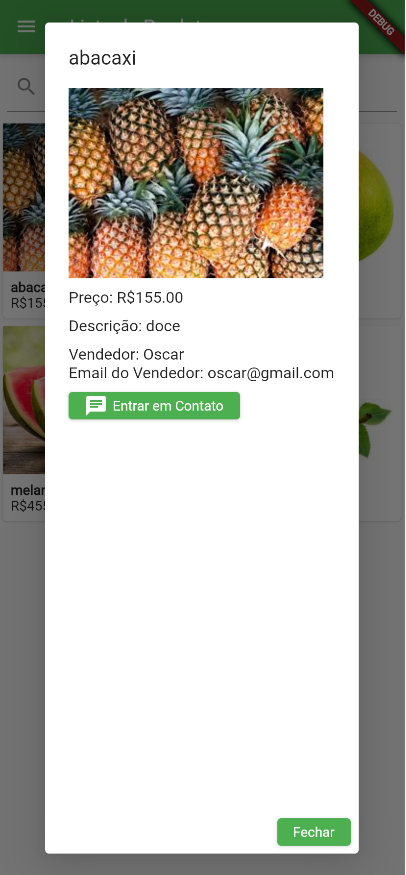 DEBUG
abacaxi
Preço: R$155.00
Descrição: doce
Vendedor: Oscar
Email do Vendedor: oscar@gmail.com
Entrar em Contato
abaca
R$155
melan
R$455
Fechar